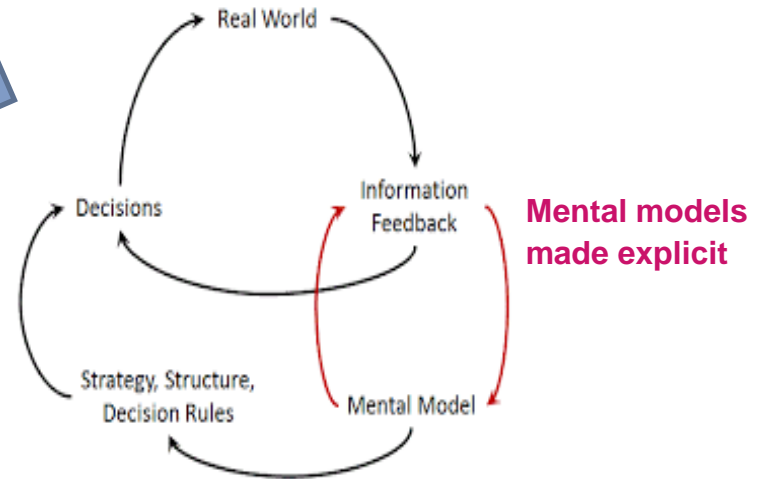 Real World
Decisions
Information
Feedback
Mental models
made explicit
Strategy, Structure,
Decision Rules
Mental Model